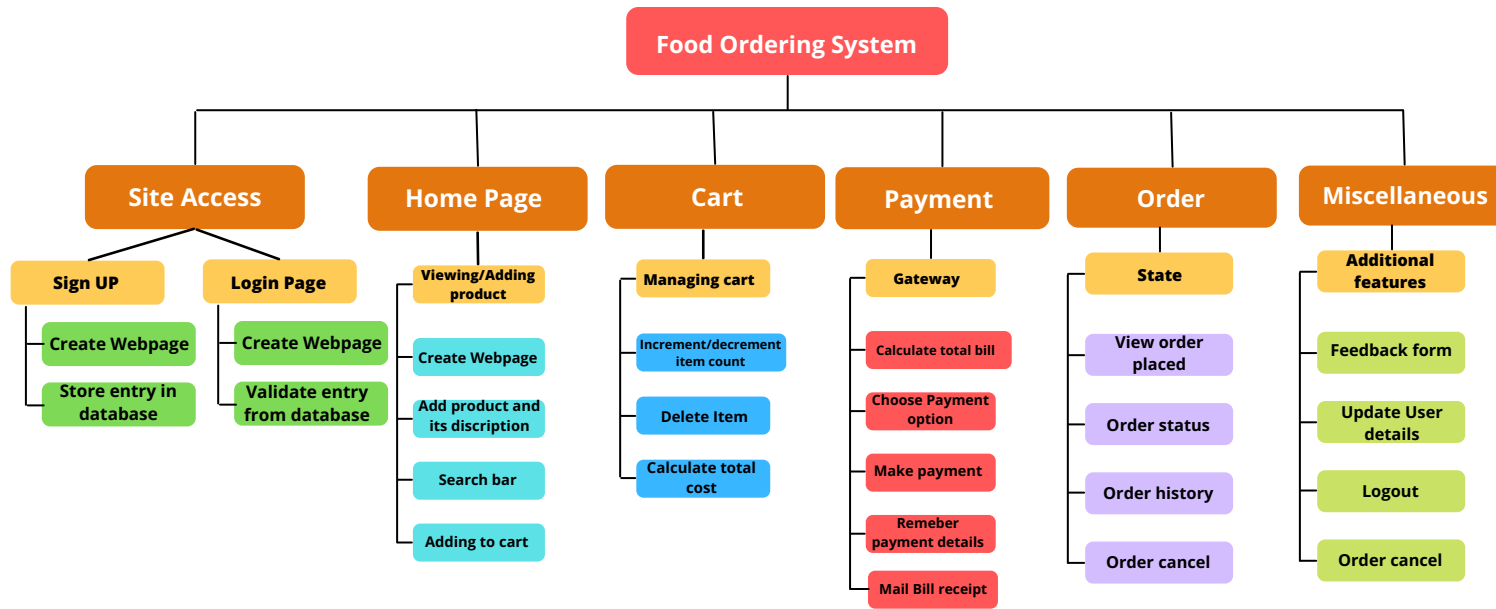 Food Ordering System
Site Access
Home Page
Cart
Payment
Order
Miscellaneous
Sign UP
Create Webpage
Store entry in
database
Login Page
Create Webpage
Validate entry
from database
Viewing/Adding
product
Create Webpage
Add product and
its discription
Search bar
Adding to cart
Managing cart
Increment/decrement
item count
Delete Item
Calculate total
cost
Gateway
Calculate total bill
Choose Payment
option
Make payment
Remeber
payment details
Mail Bill receipt
State
View order
placed
Order status
Order history
Order cancel
Additional
features
Feedback form
Update User
details
Logout
Order cancel